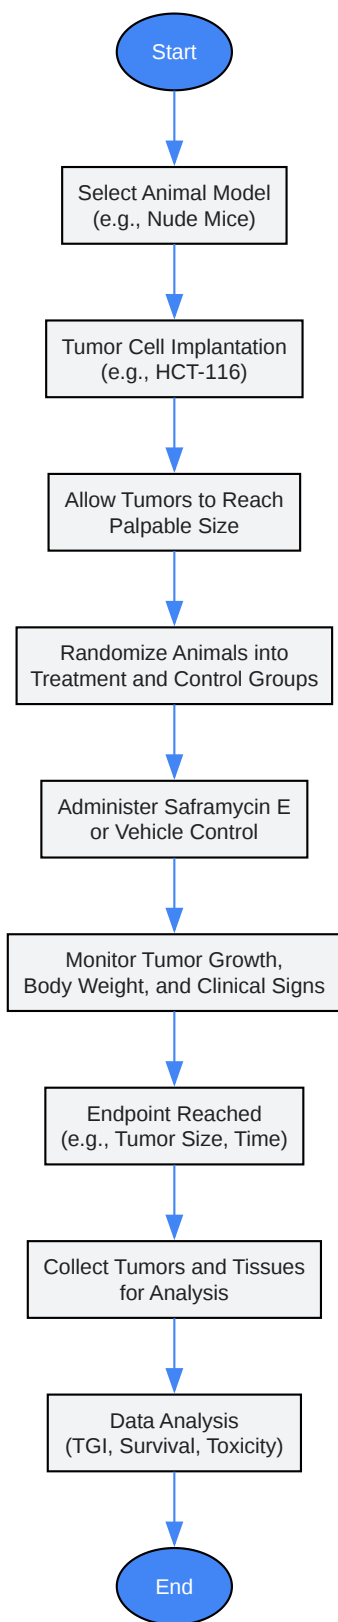 Start
Select Animal Model
(e.g., Nude Mice)
Tumor Cell Implantation
(e.g., HCT-116)
Allow Tumors to Reach
Palpable Size
Randomize Animals into
Treatment and Control Groups
Administer Saframycin E
or Vehicle Control
Monitor Tumor Growth,
Body Weight, and Clinical Signs
Endpoint Reached
(e.g., Tumor Size, Time)
Collect Tumors and Tissues
for Analysis
Data Analysis
(TGI, Survival, Toxicity)
End